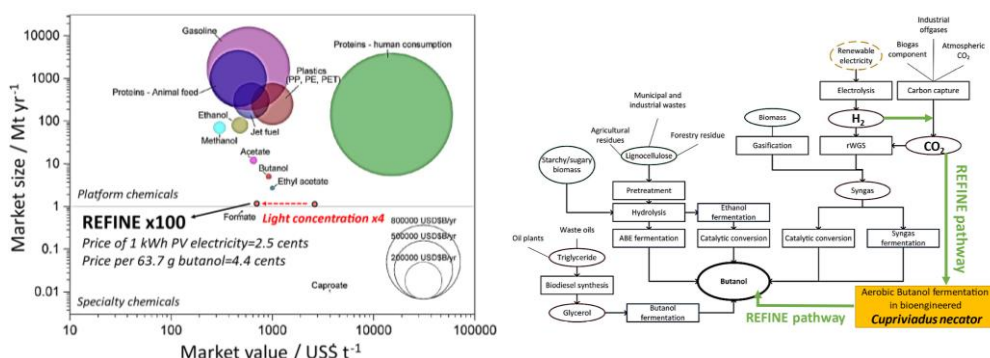 Market size / Mt yr⁻¹
10000
1000
100
10
1
0.1
0.01
10
100
1000
10000
100000
Market value / US$ t⁻¹
Gasoline
Proteins - human consumption
Plastics
(PP, PE, PET)
Proteins - Animal food
Ethanol
Jet fuel
Methanol
Acetate
Butanol
Ethyl acetate
Platform chemicals
Formate
Light concentration x4
REFINE x100
Price of 1 kWh PV electricity=2.5 cents
Price per 63.7 g butanol=4.4 cents
800000 USD$B/yr
500000 USD$B/yr
200000 USD$B/yr
Caproate
Specialty chemicals
Industrial
offgases
Renewable
electricity
Biogas
component
Atmospheric
CO₂
Electrolysis
Carbon capture
H₂
Municipal and
industrial wastes
Agricultural
residues
Forestry residue
Biomass
Starchy/sugary
biomass
Lignocellulose
Gasification
rWGS
CO₂
Pretreatment
Syngas
Hydrolysis
Ethanol
fermentation
Oil plants
Waste oils
ABE fermentation
Catalytic conversion
Catalytic conversion
Syngas
fermentation
Triglyceride
Biodiesel synthesis
Butanol
Glycerol
Butanol
fermentation
REFINE pathway
REFINE pathway
Aerobic Butanol fermentation
in bioengineered
Cupriviadus necator